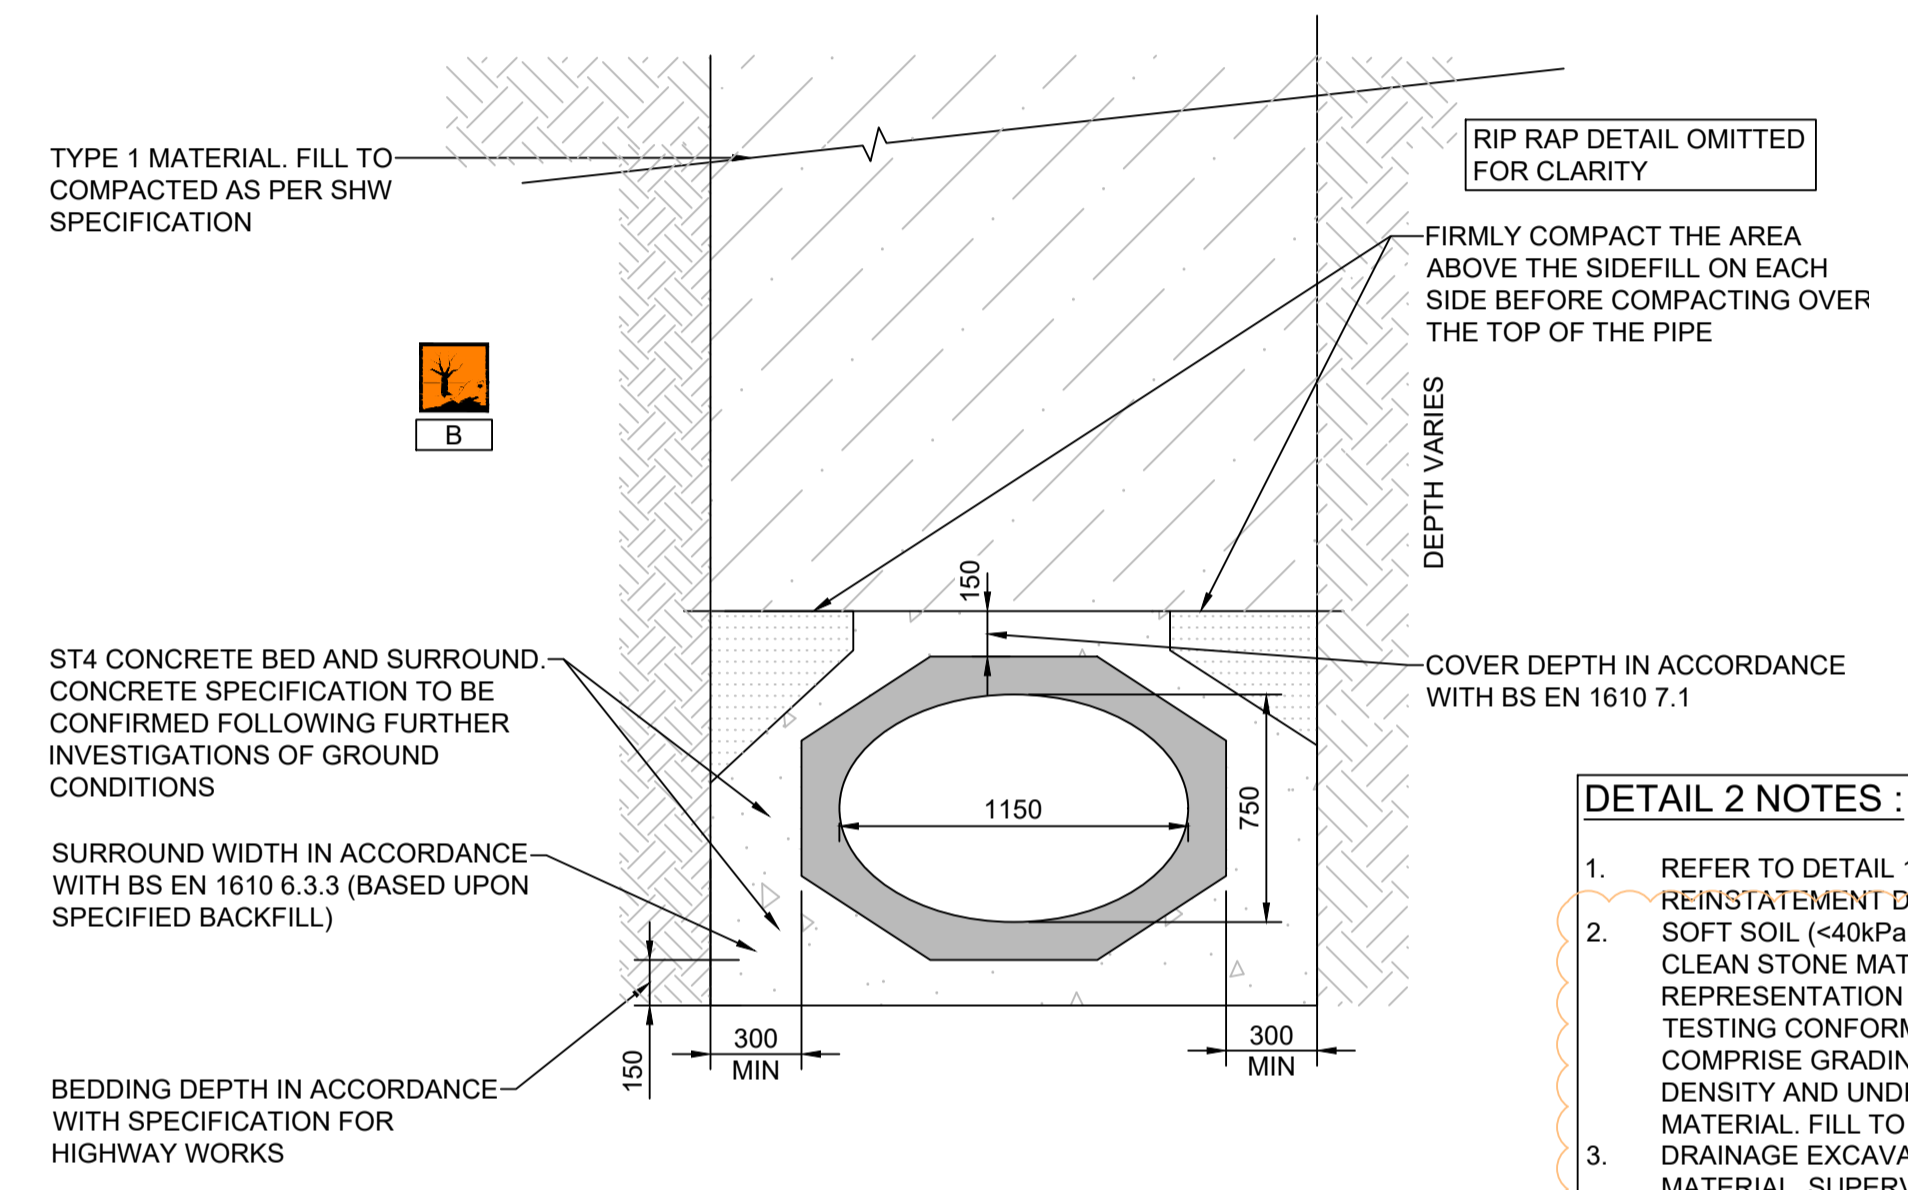 TYPE 1 MATERIAL. FILL TO
COMPACTED AS PER SHW
SPECIFICATION
RIP RAP DETAIL OMITTED
FOR CLARITY
FIRMLY COMPACT THE AREA
ABOVE THE SIDEFILL ON EACH
SIDE BEFORE COMPACTING OVER
THE TOP OF THE PIPE
B
DEPTH VARIES
150
ST4 CONCRETE BED AND SURROUND.
CONCRETE SPECIFICATION TO BE
CONFIRMED FOLLOWING FURTHER
INVESTIGATIONS OF GROUND
CONDITIONS
COVER DEPTH IN ACCORDANCE
WITH BS EN 1610 7.1
1150
750
SURROUND WIDTH IN ACCORDANCE
WITH BS EN 1610 6.3.3 (BASED UPON
SPECIFIED BACKFILL)
150
300
MIN
300
MIN
BEDDING DEPTH IN ACCORDANCE
WITH SPECIFICATION FOR
HIGHWAY WORKS
DETAIL 2 NOTES :
1. REFER TO DETAIL 1
REINSTATEMENT
2. SOFT SOIL (<40kPa
CLEAN STONE
REPRESENTATION
TESTING
COMPRISE
DENSITY AND
MATERIAL. FILL TO
3. DRAINAGE
MATERIAL